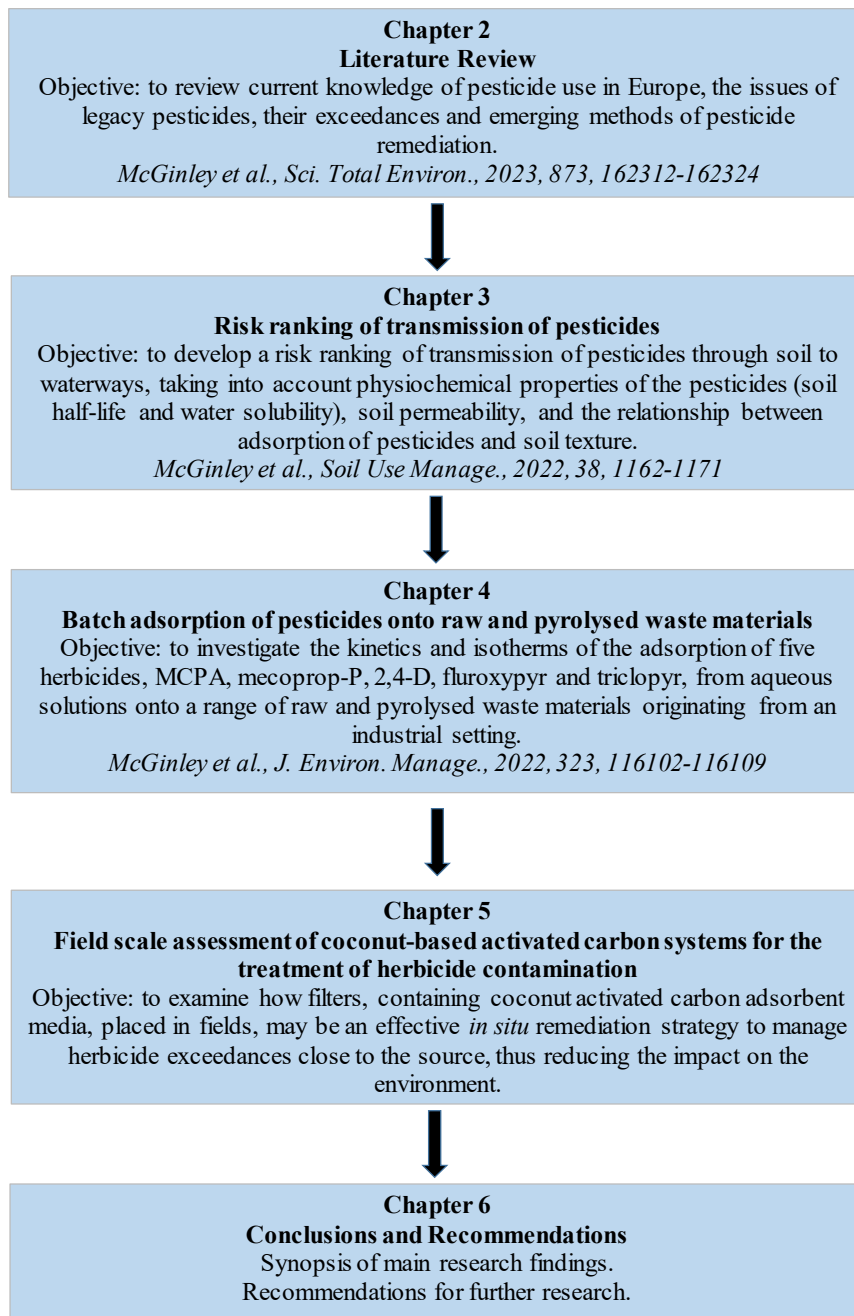 Chapter 2
Literature Review
Objective: to review current knowledge of pesticide use in Europe, the issues of
legacy pesticides, their exceedances and emerging methods of pesticide
remediation.
McGinley et al., Sci. Total Environ., 2023, 873, 162312-162324
Chapter 3
Risk ranking of transmission of pesticides
Objective: to develop a risk ranking of transmission of pesticides through soil to
waterways, taking into account physiochemical properties of the pesticides (soil
half-life and water solubility), soil permeability, and the relationship between
adsorption of pesticides and soil texture.
McGinley et al., Soil Use Manage., 2022, 38, 1162-1171
Chapter 4
Batch adsorption of pesticides onto raw and pyrolysed waste materials
Objective: to investigate the kinetics and isotherms of the adsorption of five
herbicides, MCPA, mecoprop-P, 2,4-D, fluroxypyr and triclopyr, from aqueous
solutions onto a range of raw and pyrolysed waste materials originating from an
industrial setting.
McGinley et al., J. Environ. Manage., 2022, 323, 116102-116109
Chapter 5
Field scale assessment of coconut-based activated carbon systems for the
treatment of herbicide contamination
Objective: to examine how filters, containing coconut activated carbon adsorbent
media, placed in fields, may be an effective in situ remediation strategy to manage
herbicide exceedances close to the source, thus reducing the impact on the
environment.
Chapter 6
Conclusions and Recommendations
Synopsis of main research findings.
Recommendations for further research.